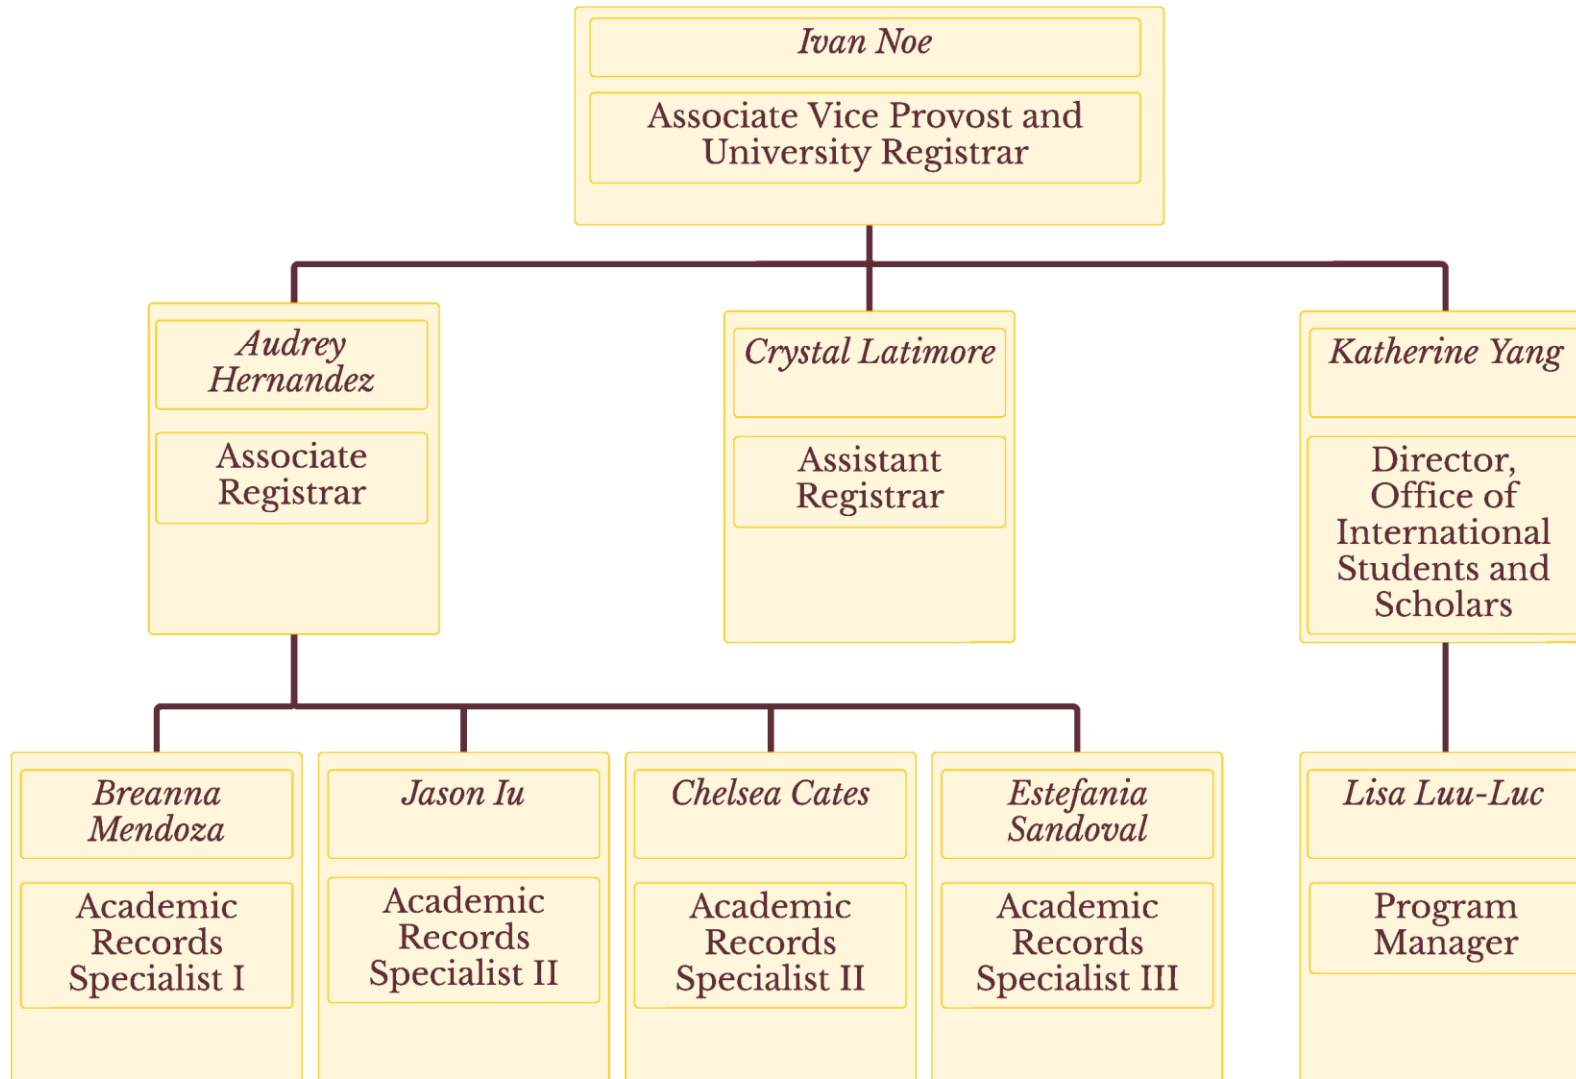 Ivan Noe
Associate Vice Provost and
University Registrar
Audrey
Hernandez
Associate
Registrar
Crystal Latimore
Assistant
Registrar
Katherine Yang
Director,
Office of
International
Students and
Scholars
Breanna
Mendoza
Academic
Records
Specialist I
Jason Iu
Academic
Records
Specialist II
Chelsea Cates
Academic
Records
Specialist II
Estefania
Sandoval
Academic
Records
Specialist III
Lisa Luu-Luc
Program
Manager